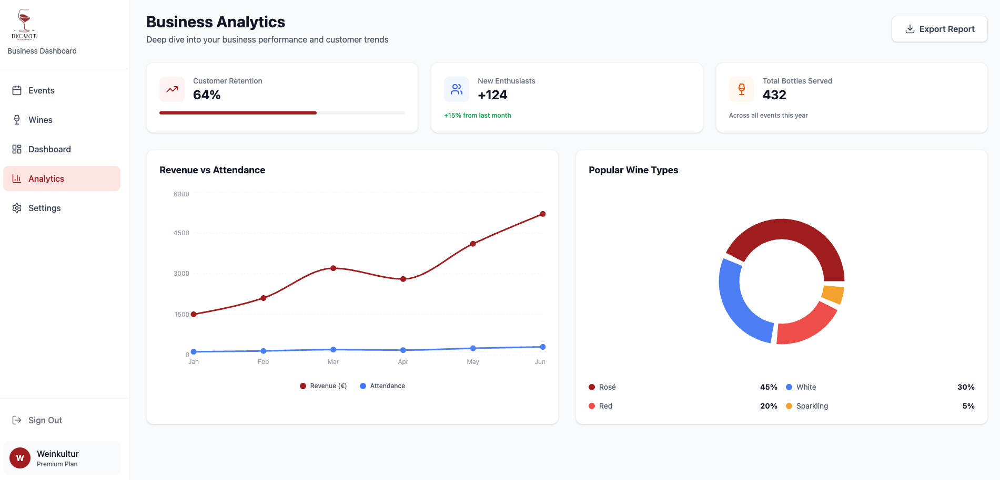 DECANTR
Business Dashboard
Events
Wines
Dashboard
Analytics
Settings
Sign Out
W
Weinkultur
Premium Plan
Business Analytics
Deep dive into your business performance and customer trends
Export Report
Customer Retention
64%
New Enthusiasts
+124
+15% from last month
Total Bottles Served
432
Across all events this year
Revenue vs Attendance
6000
4500
3000
1500
0
Jan Feb Mar Apr May Jun
Revenue (€) Attendance
Popular Wine Types
Rosé 45% White 30%
Red 20% Sparkling 5%